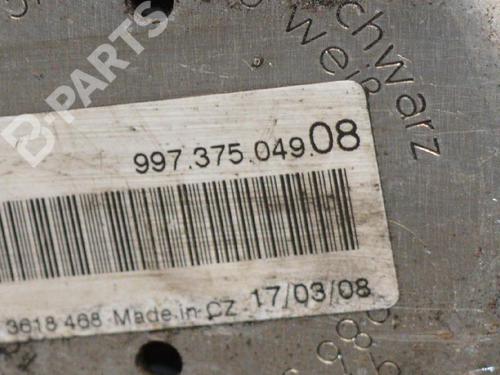 schwarz
weiß
B-PARTS
997.375.049.08
3618 468 Made in CZ 17/03/08